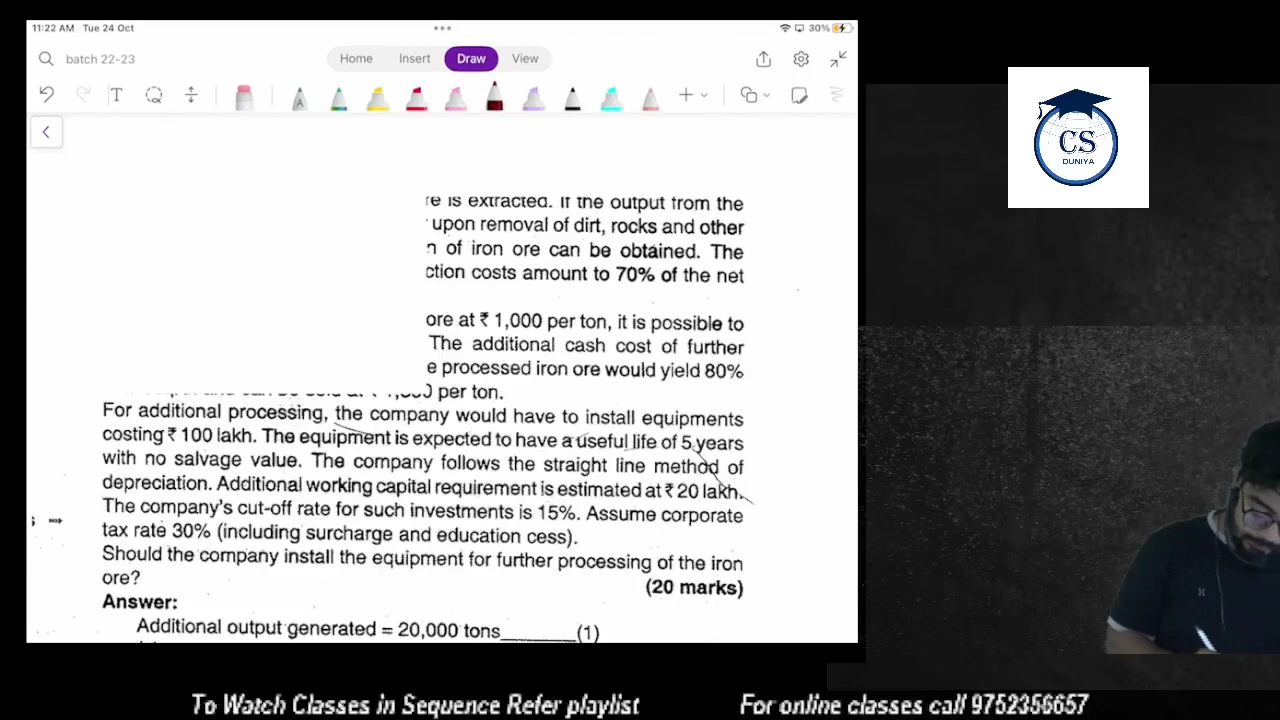 11:22 AM Tue 24 Oct
30%
batch 22-23
Home Insert Draw View
T
A
CS
DUNIYA
re is extracted. If the output from the
upon removal of dirt, rocks and other
n of iron ore can be obtained. The
ction costs amount to 70% of the net
ore at ₹ 1,000 per ton, it is possible to
The additional cash cost of further
e processed iron ore would yield 80%
per ton.
For additional processing, the company would have to install equipments
costing ₹ 100 lakh. The equipment is expected to have a useful life of 5 years
with no salvage value. The company follows the straight line method of
depreciation. Additional working capital requirement is estimated at ₹ 20 lakh.
The company's cut-off rate for such investments is 15%. Assume corporate
tax rate 30% (including surcharge and education cess).
Should the company install the equipment for further processing of the iron
ore?
(20 marks)
Answer:
Additional output generated = 20,000 tons______(1)
To Watch Classes in Sequence Refer playlist
For online classes call 9752356657